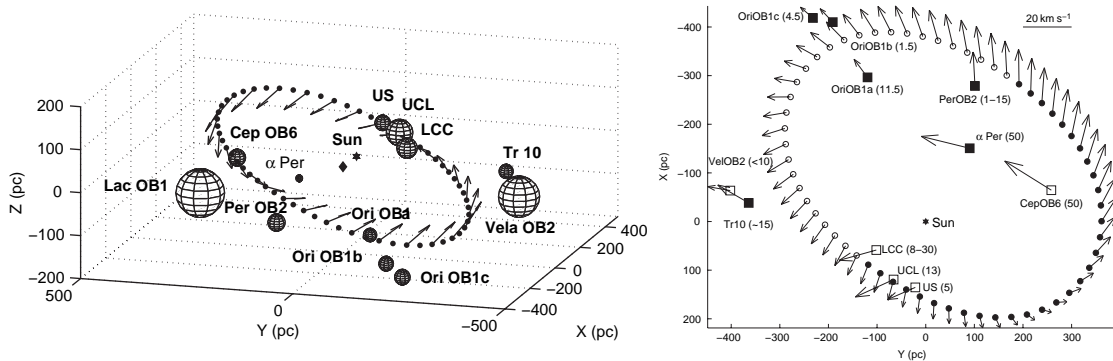 200
100
0
−100
−200
Z (pc)
500
0
−500
Y (pc)
400
200
0
−200
−400
X (pc)
US
UCL
LCC
Cep OB6
Sun
α Per
Tr 10
Lac OB1
Per OB2
Ori OB1
Vela OB2
Ori OB1b
Ori OB1c
−400
−300
−200
−100
0
100
200
X (pc)
−400
−300
−200
−100
0
100
200
300
Y (pc)
20 km s⁻¹
OriOB1c (4.5)
OriOB1b (1.5)
OriOB1a (11.5)
PerOB2 (1−15)
α Per (50)
VelOB2 (<10)
CepOB6 (50)
Tr10 (~15)
Sun
LCC (8−30)
UCL (13)
US (5)